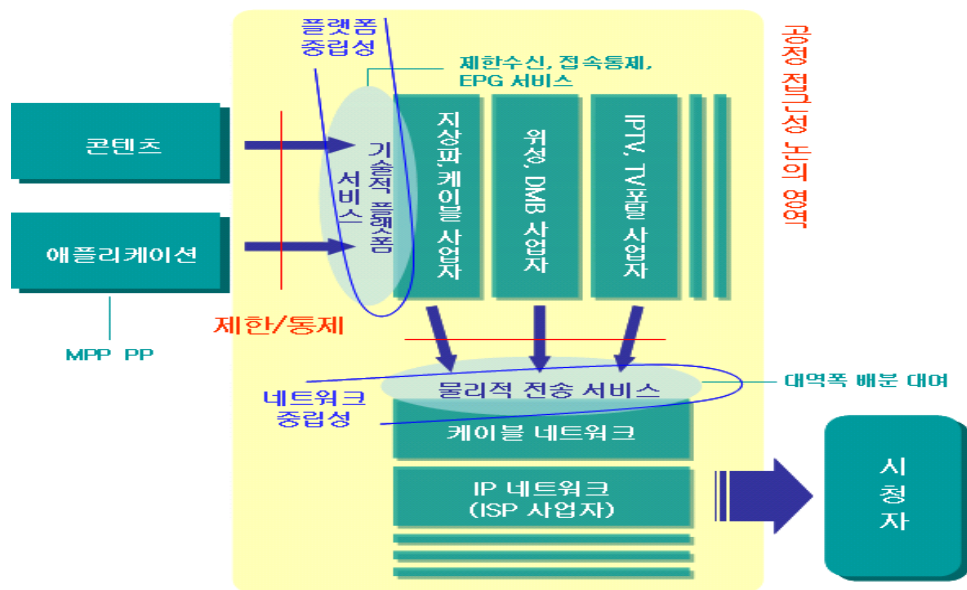 플랫폼
중립성
제한수신, 접속통제,
EPG 서비스
공정 접근성 논의 영역
콘텐츠
애플리케이션
MPP PP
기술적 플랫폼
서비스
지상파,케이블 사업자
위성, DMB 사업자
IPTV, TV포털 사업자
제한/통제
네트워크
중립성
물리적 전송 서비스
대역폭 배분 대여
케이블 네트워크
IP 네트워크
(ISP 사업자)
시청자